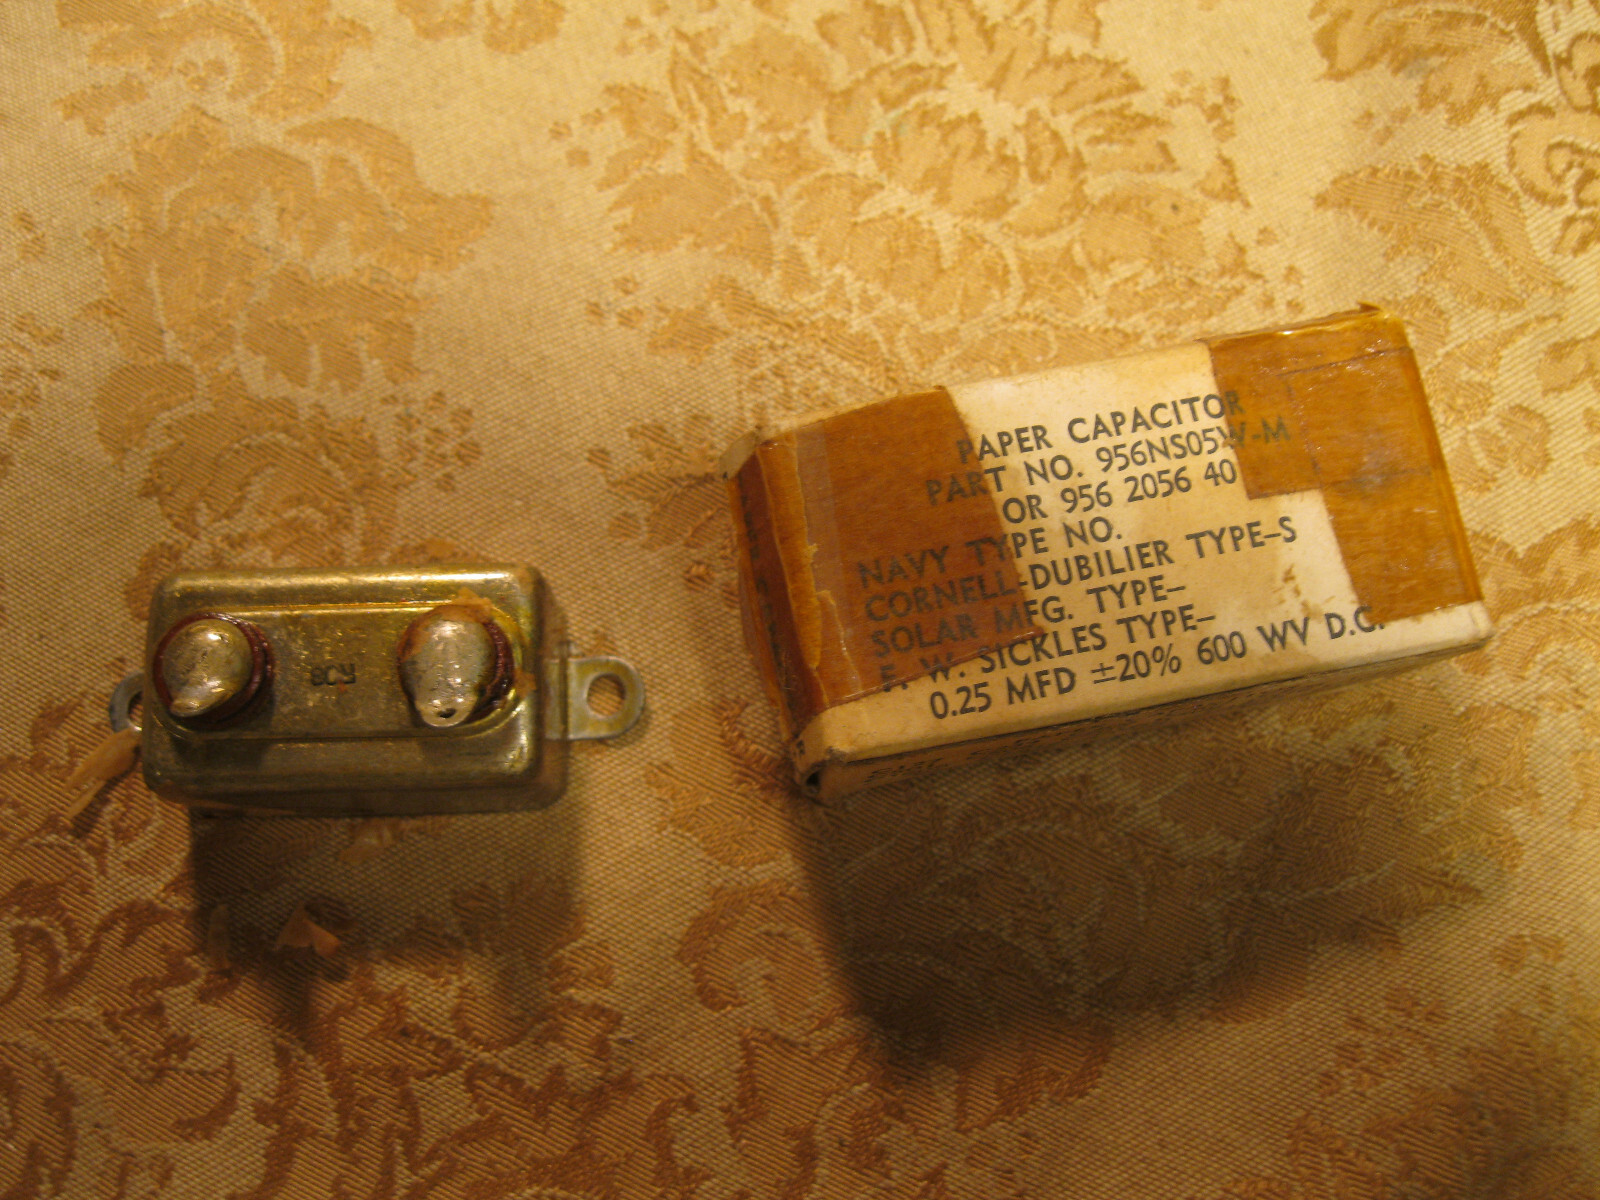 PAPER CAPACITOR
PART NO. 956NS05W-M
OR 956 2056 40
NAVY TYPE NO.
CORNELL-DUBILIER TYPE-S
SOLAR MFG. TYPE-
F. W. SICKLES TYPE-
0.25 MFD ±20% 600 WV D.C.